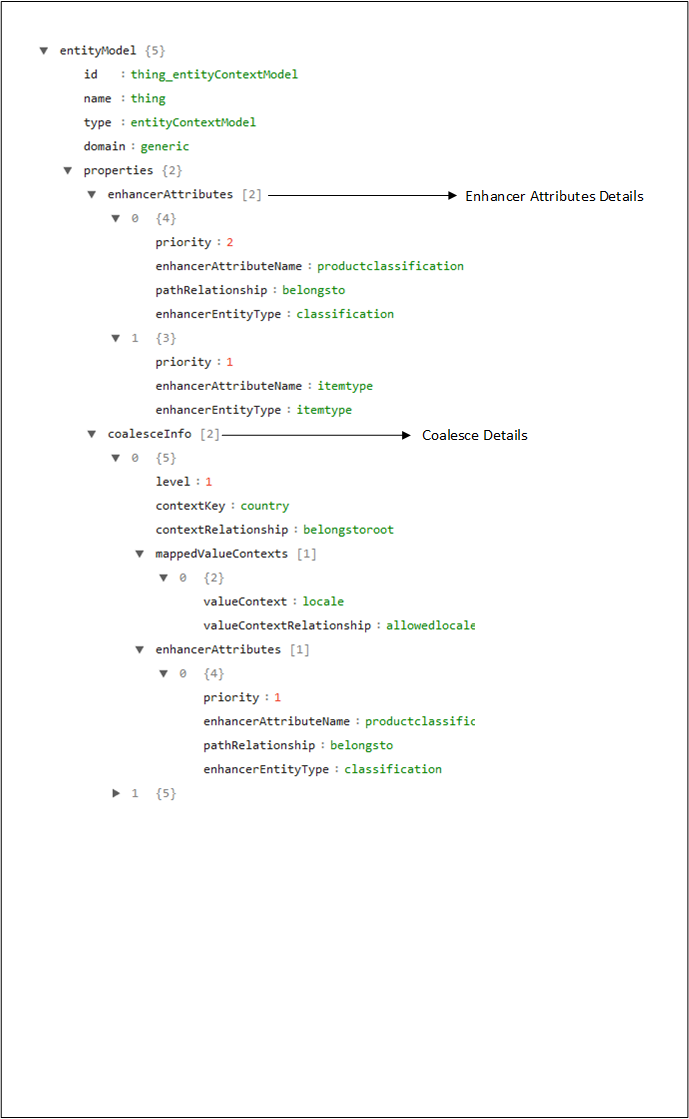 entityModel {5}
id : thing_entityContextModel
name : thing
type : entityContextModel
domain : generic
properties {2}
enhancerAttributes [2] Enhancer Attributes Details
0 {4}
priority : 2
enhancerAttributeName : productclassification
pathRelationship : belongsto
enhancerEntityType : classification
1 {3}
priority : 1
enhancerAttributeName : itemtype
enhancerEntityType : itemtype
coalesceInfo [2] Coalesce Details
0 {5}
level : 1
contextKey : country
contextRelationship : belongstoroot
mappedValueContexts [1]
0 {2}
valueContext : locale
valueContextRelationship : allowedlocale
enhancerAttributes [1]
0 {4}
priority : 1
enhancerAttributeName : productclassific
pathRelationship : belongsto
enhancerEntityType : classification
1 {5}